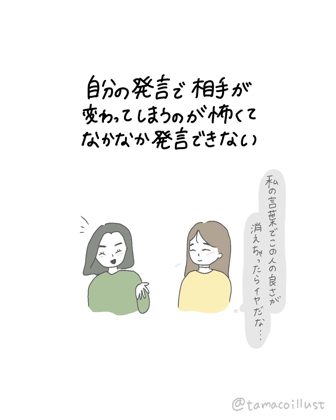 自分の発言で相手が
変わってしまうのが怖くて
なかなか発言できない
私の言葉でこの人の良さが
消えちゃったらイヤだな…
@tamacoillust